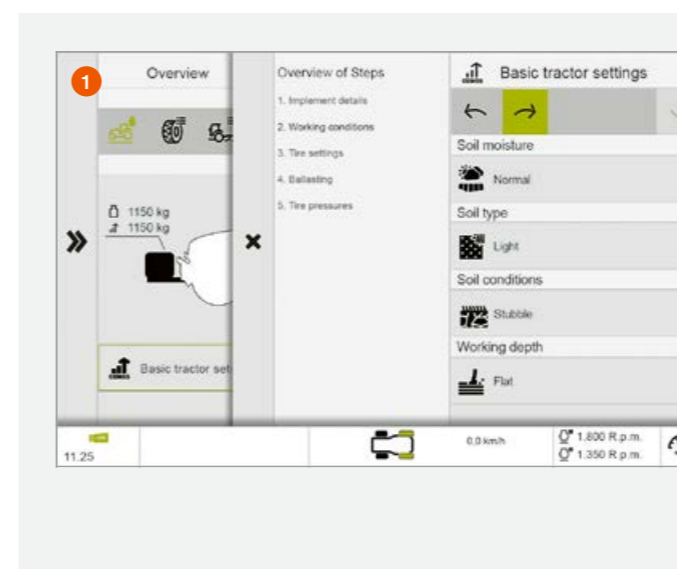 1
Overview
1150 kg
1150 kg
Basic tractor set
Overview of Steps
1. Implement details
2. Working conditions
3. Tire settings
4. Ballasting
5. Tire pressures
Basic tractor settings
Soil moisture
Normal
Soil type
Light
Soil conditions
Stubble
Working depth
Flat
11.25
0,0 km/h
1.800 R.p.m.
1.350 R.p.m.